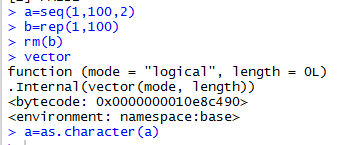 > a=seq(1,100,2)
> b=rep(1,100)
> rm(b)
> vector
function (mode = "logical", length = 0L)
.Internal(vector(mode, length))
<bytecode: 0x0000000010e8c490>
<environment: namespace:base>
> a=as.character(a)